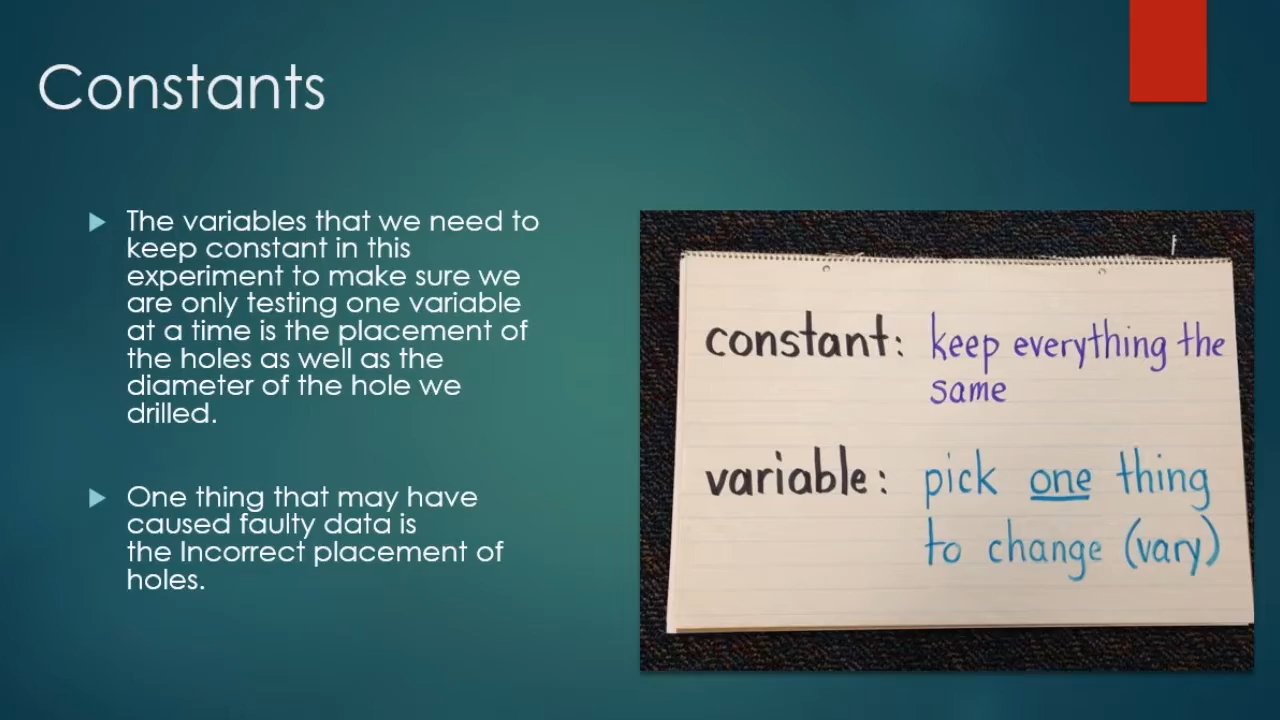 Constants
The variables that we need to
keep constant in this
experiment to make sure we
are only testing one variable
at a time is the placement of
the holes as well as the
diameter of the hole we
drilled.
One thing that may have
caused faulty data is
the Incorrect placement of
holes.
constant: keep everything the
same
variable: pick one thing
to change (vary)